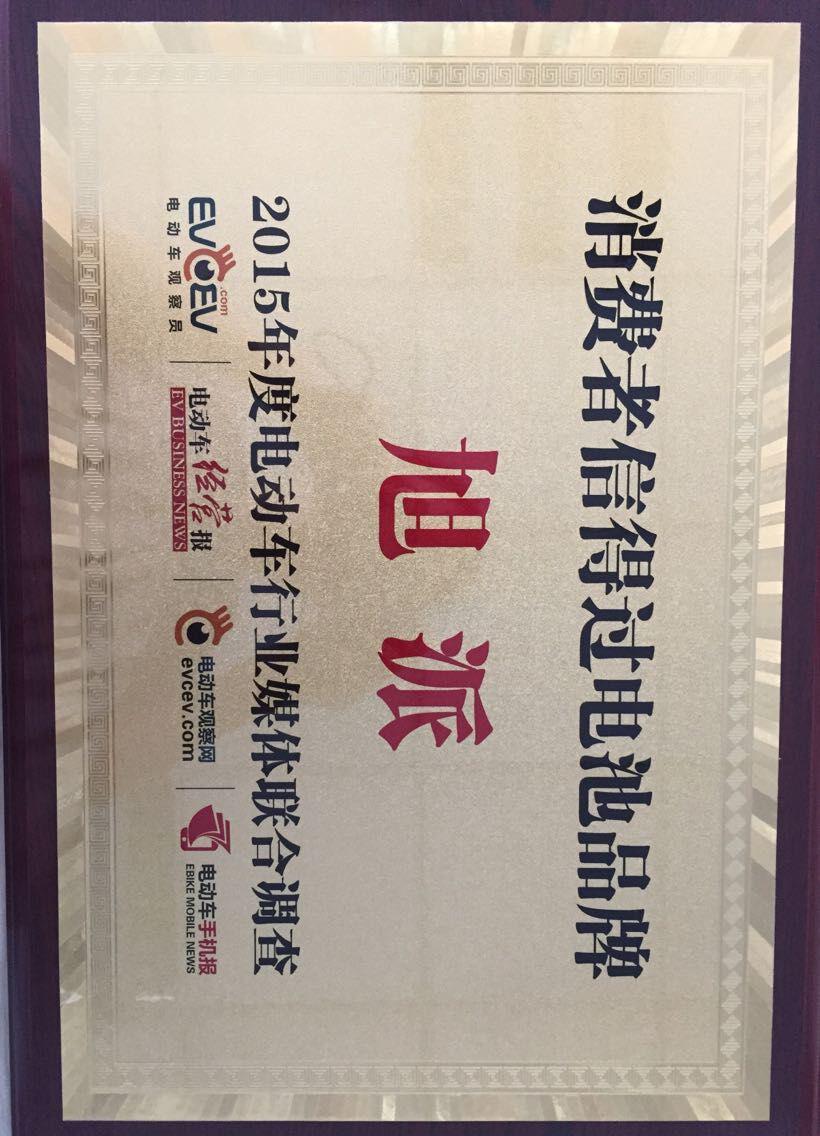 消费者信得过电池品牌
旭派
2015年度电动车行业媒体联合调查
EVCEV.com
电动车观察员
电动车经营报
EV BUSINESS NEWS
电动车观察网
evcev.com
电动车手机报
EBIKE MOBILE NEWS